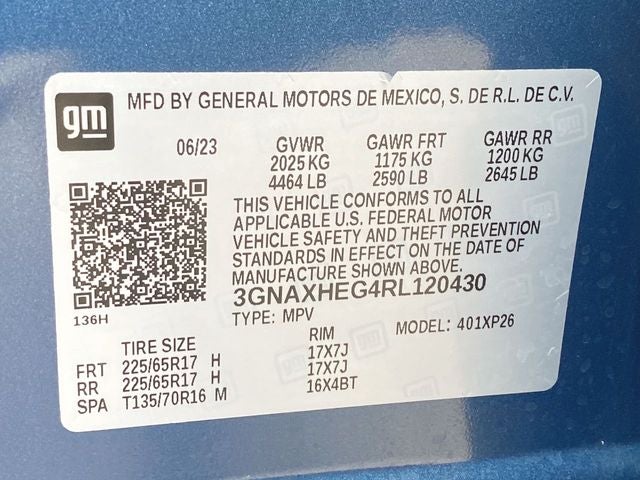 gm
MFD BY GENERAL MOTORS DE MEXICO, S. DE R.L. DE C.V.
06/23 GVWR GAWR FRT GAWR RR
2025 KG 1175 KG 1200 KG
4464 LB 2590 LB 2645 LB
THIS VEHICLE CONFORMS TO ALL
APPLICABLE U.S. FEDERAL MOTOR
VEHICLE SAFETY AND THEFT PREVENTION
STANDARDS IN EFFECT ON THE DATE OF
MANUFACTURE SHOWN ABOVE.
3GNAXHEG4RL120430
136H
TYPE: MPV MODEL: 401XP26
TIRE SIZE RIM
FRT 225/65R17 H 17X7J
RR 225/65R17 H 17X7J
SPA T135/70R16 M 16X4BT